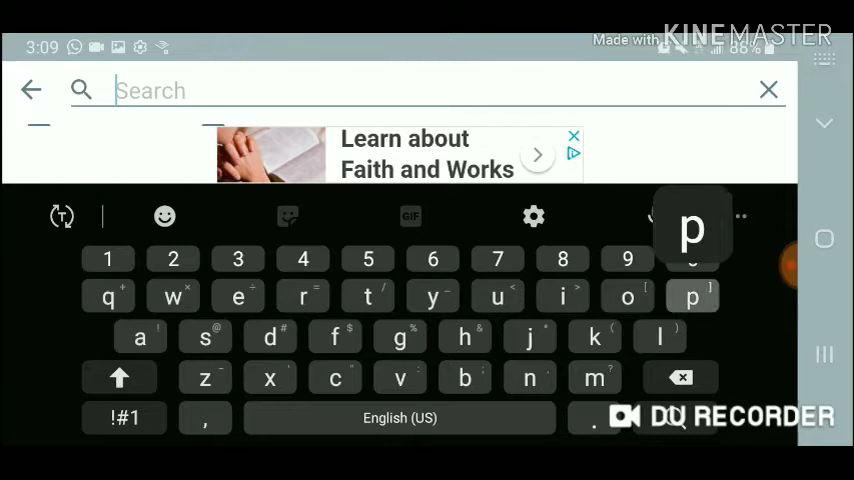 Made with KINEMASTER
3:09 86%
Search
Learn about
Faith and Works
GIF
p
1 2 3 4 5 6 7 8 9
q + w × e ÷ r = t / y _ u < i > o [ p ]
a ! s @ d # f $ g % h & j * k ( l )
z - x ' c " v : b ; n , m ?
!#1 , English (US) .
DU RECORDER